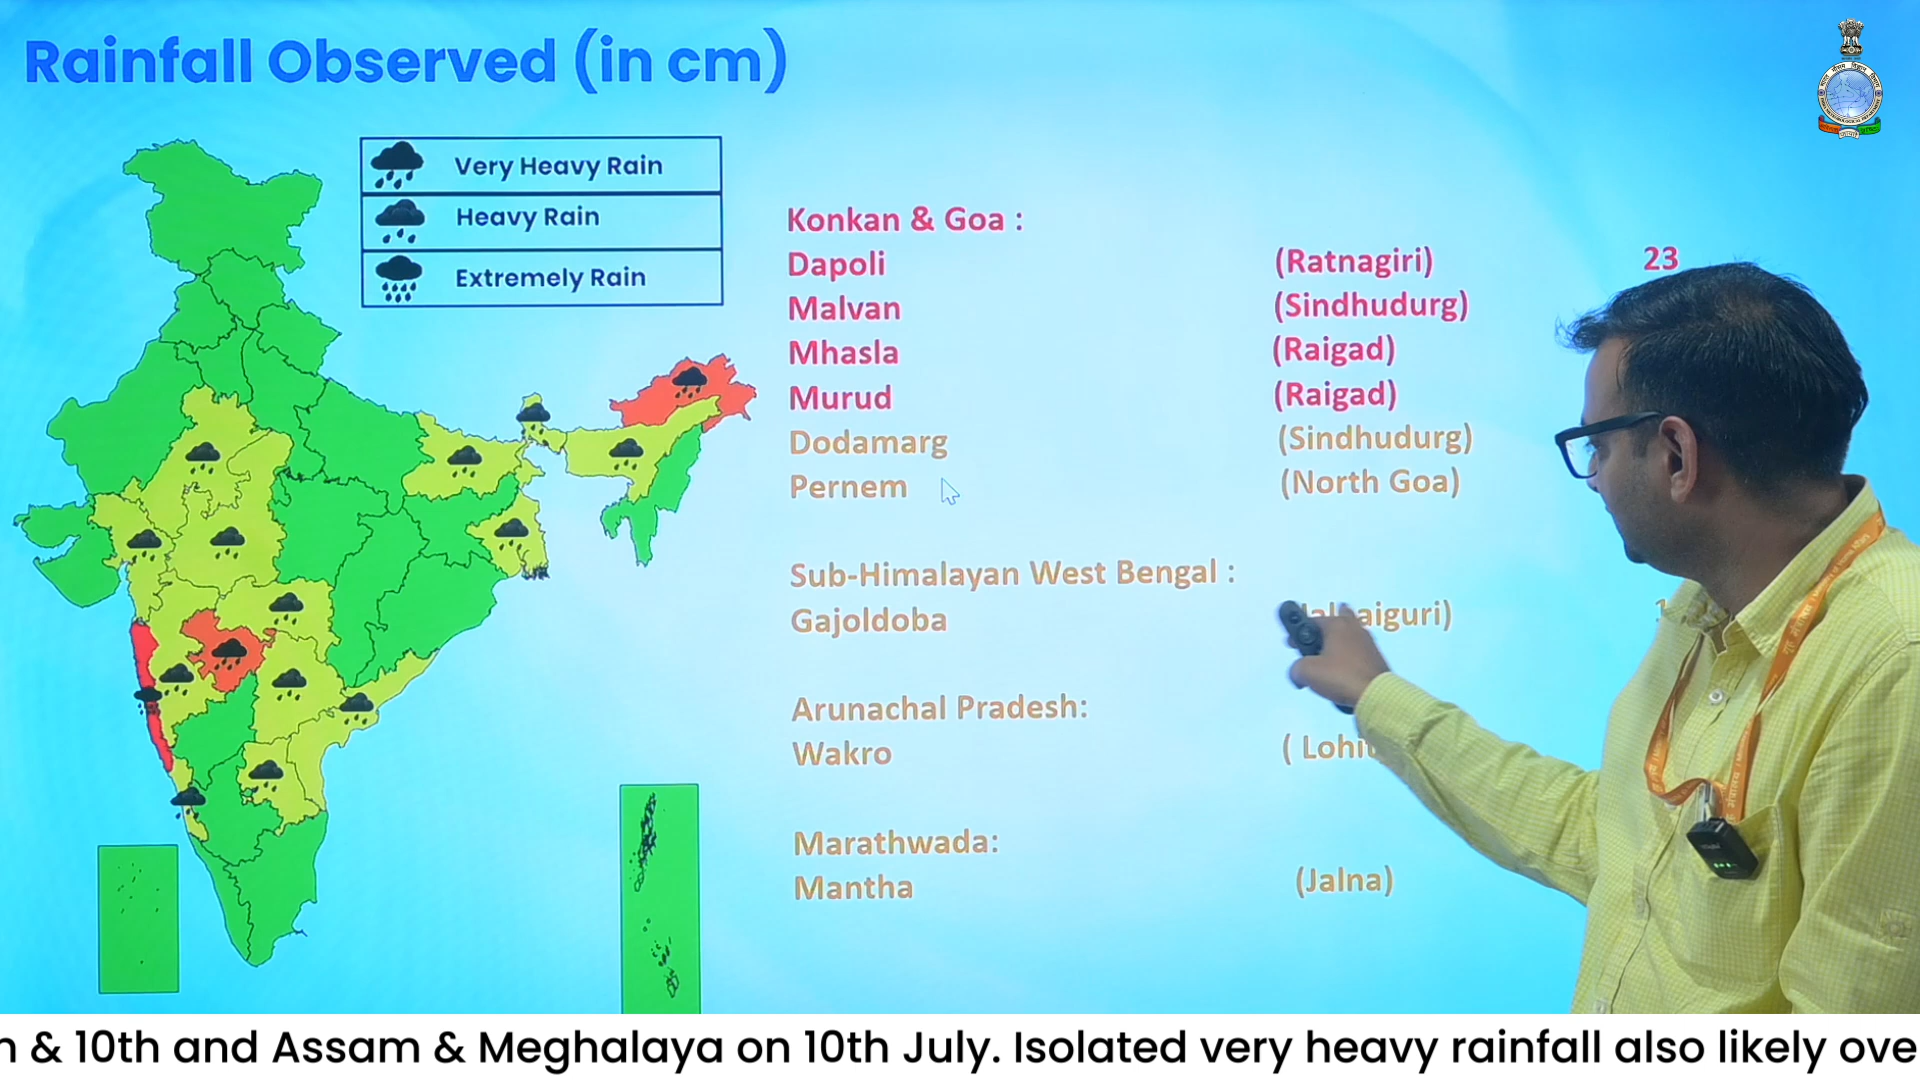 Rainfall Observed (in cm)
Very Heavy Rain
Heavy Rain
Extremely Rain
Konkan & Goa :
Dapoli (Ratnagiri) 23
Malvan (Sindhudurg)
Mhasla (Raigad)
Murud (Raigad)
Dodamarg (Sindhudurg)
Pernem (North Goa)
Sub-Himalayan West Bengal :
Gajoldoba
Arunachal Pradesh:
Wakro ( Lohit
Marathwada:
Mantha (Jalna)
& 10th and Assam & Meghalaya on 10th July. Isolated very heavy rainfall also likely ove